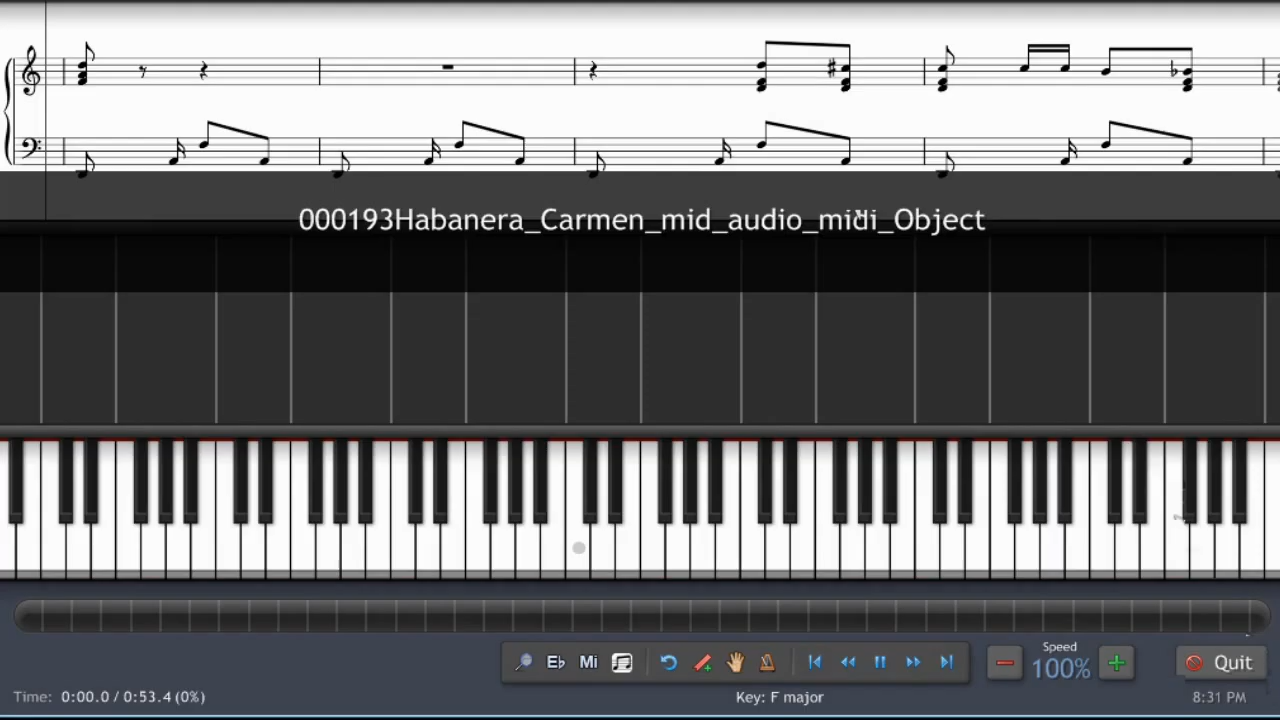 000193Habanera_Carmen_mid_audio_midi_Object
Eb Mi
Speed
100%
Quit
Time: 0:00.0 / 0:53.4 (0%)
Key: F major
8:31 PM